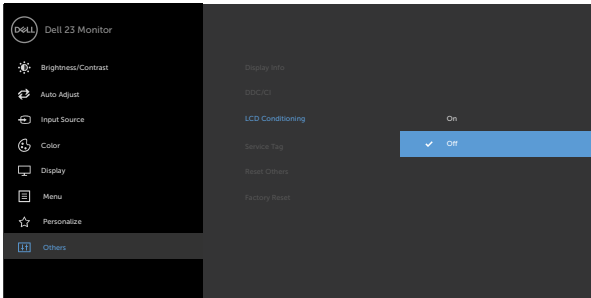 DELL
Dell 23 Monitor
Brightness/Contrast
Auto Adjust
Input Source
Color
Display
Menu
Personalize
Others
Display Info
DDC/CI
LCD Conditioning
Service Tag
Reset Others
Factory Reset
On
Off